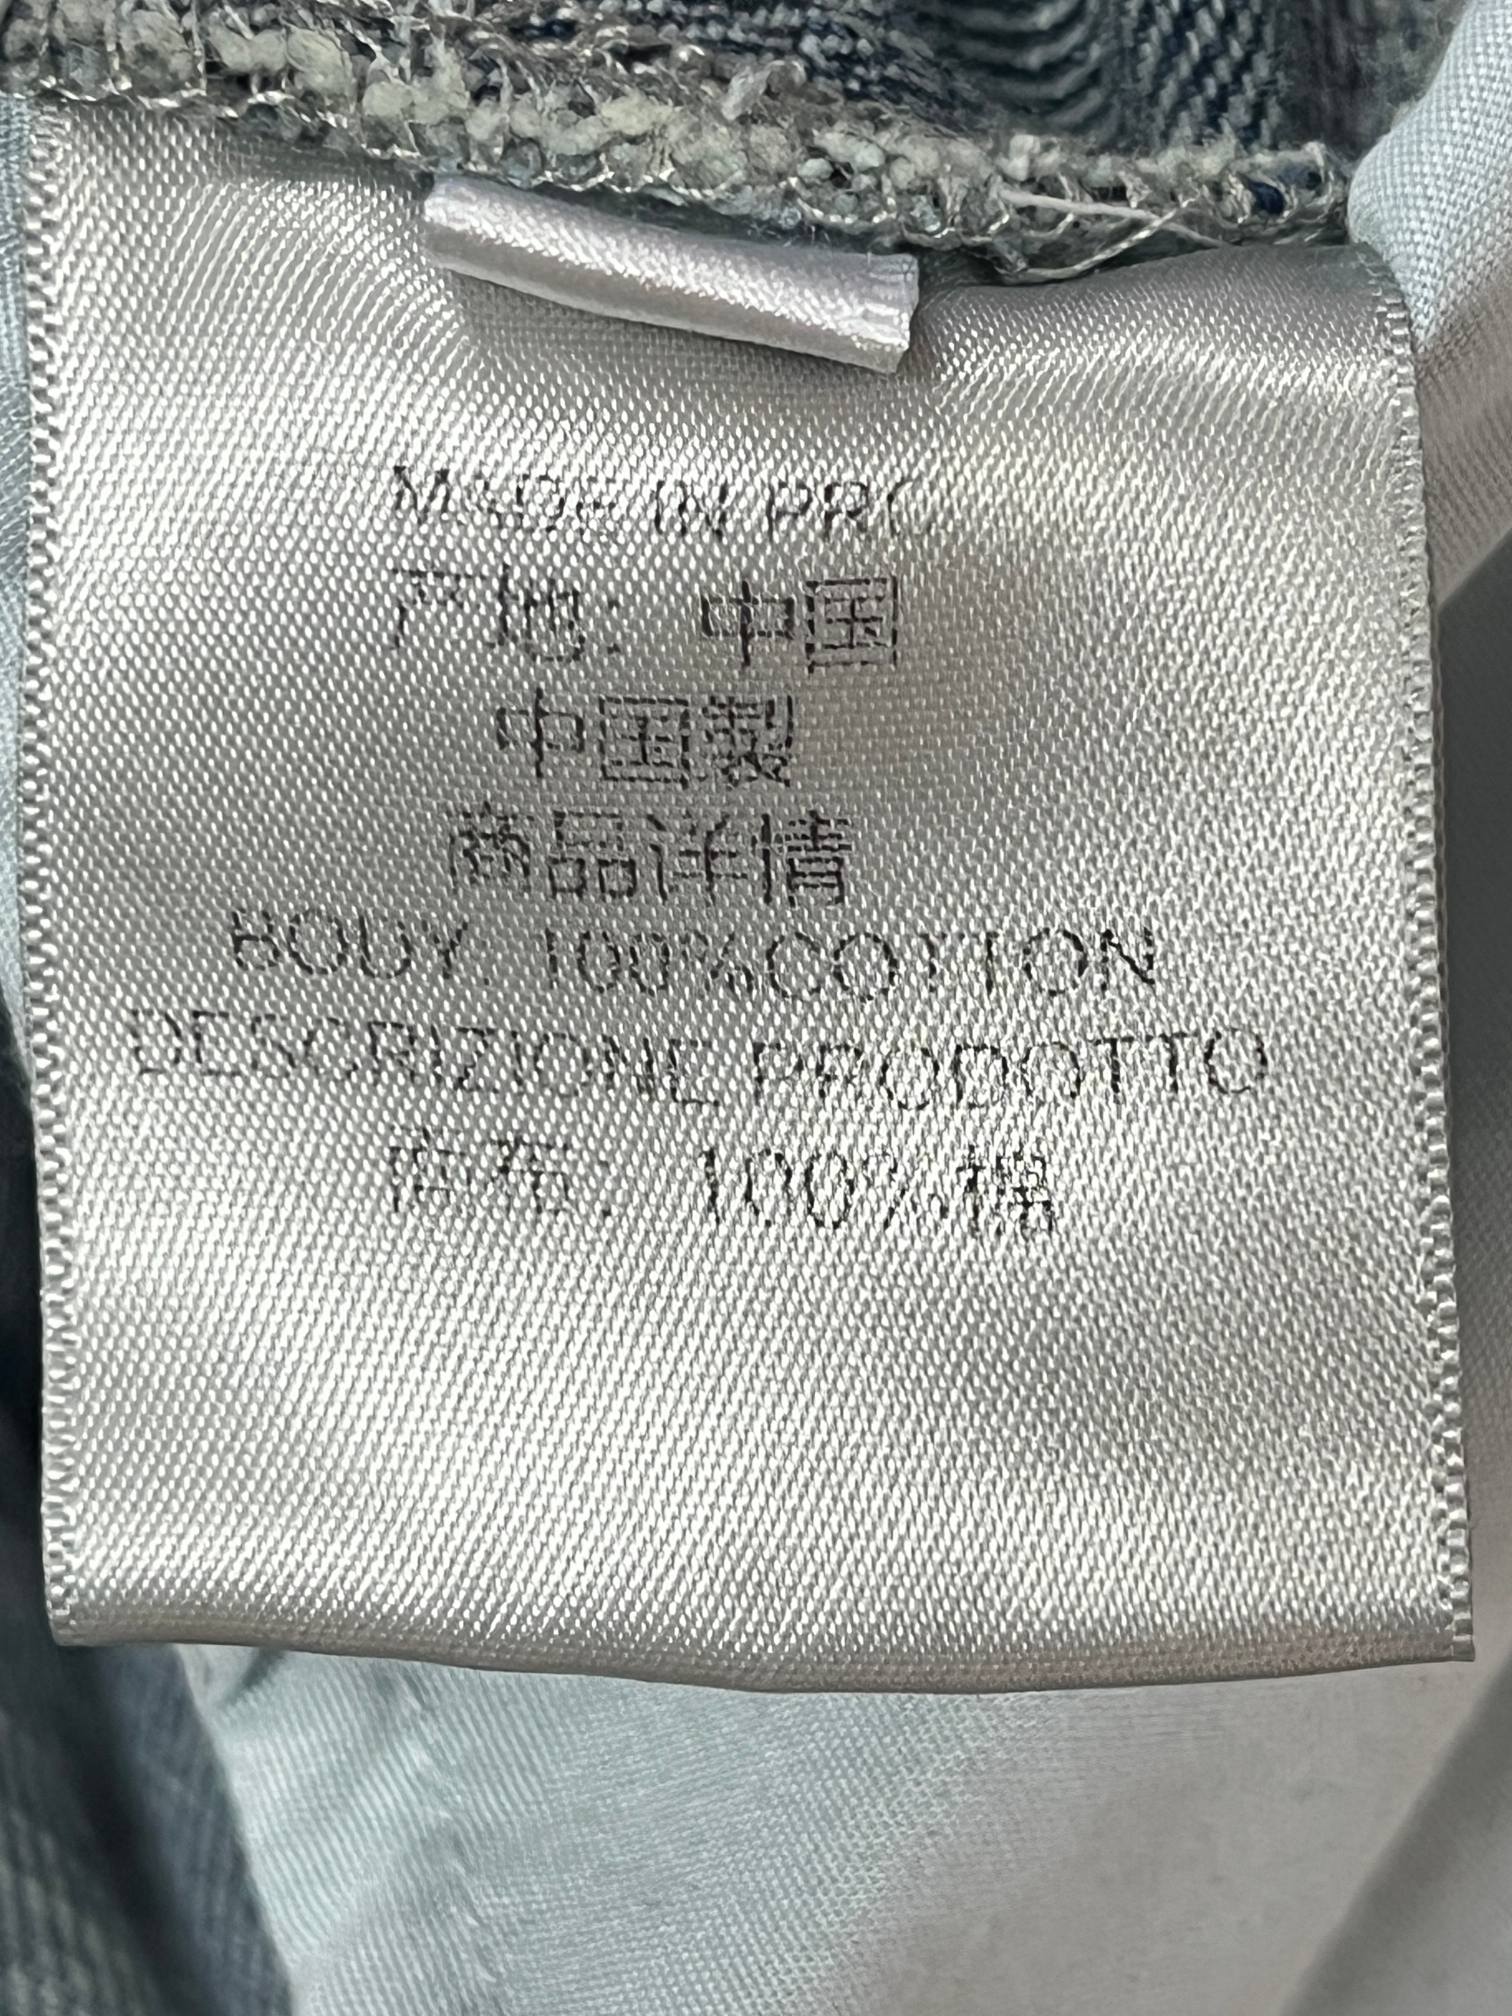 MADE IN PRC
产地: 中国
中国製
商品详情
BODY: 100%COTTON
DESCRIZIONE PRODOTTO
麻布: 100%棉